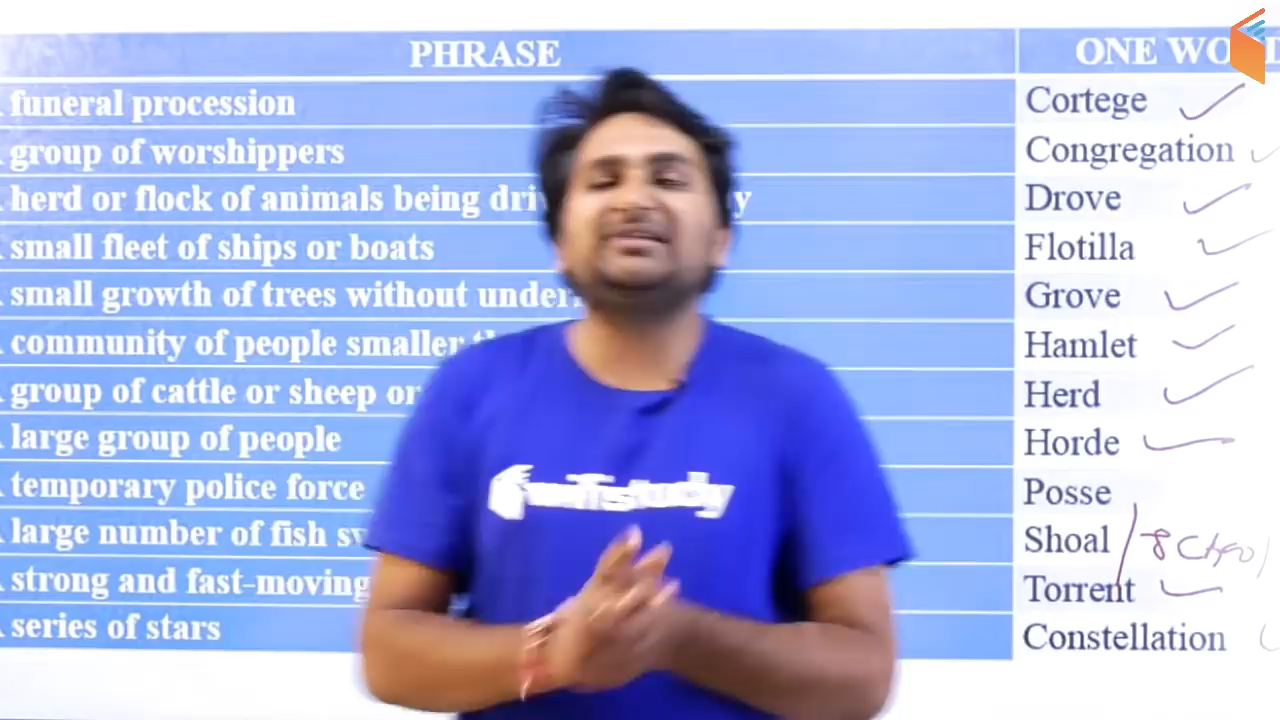 PHRASE ONE WO
funeral procession Cortege
group of worshippers Congregation
herd or flock of animals being Drove
small fleet of ships or boats Flotilla
small growth of trees without Grove
community of people smaller Hamlet
group of cattle or sheep or Herd
large group of people Horde
temporary police force Posse
large number of fish Shoal /
strong and fast-moving Torrent
series of stars Constellation
wifistudy